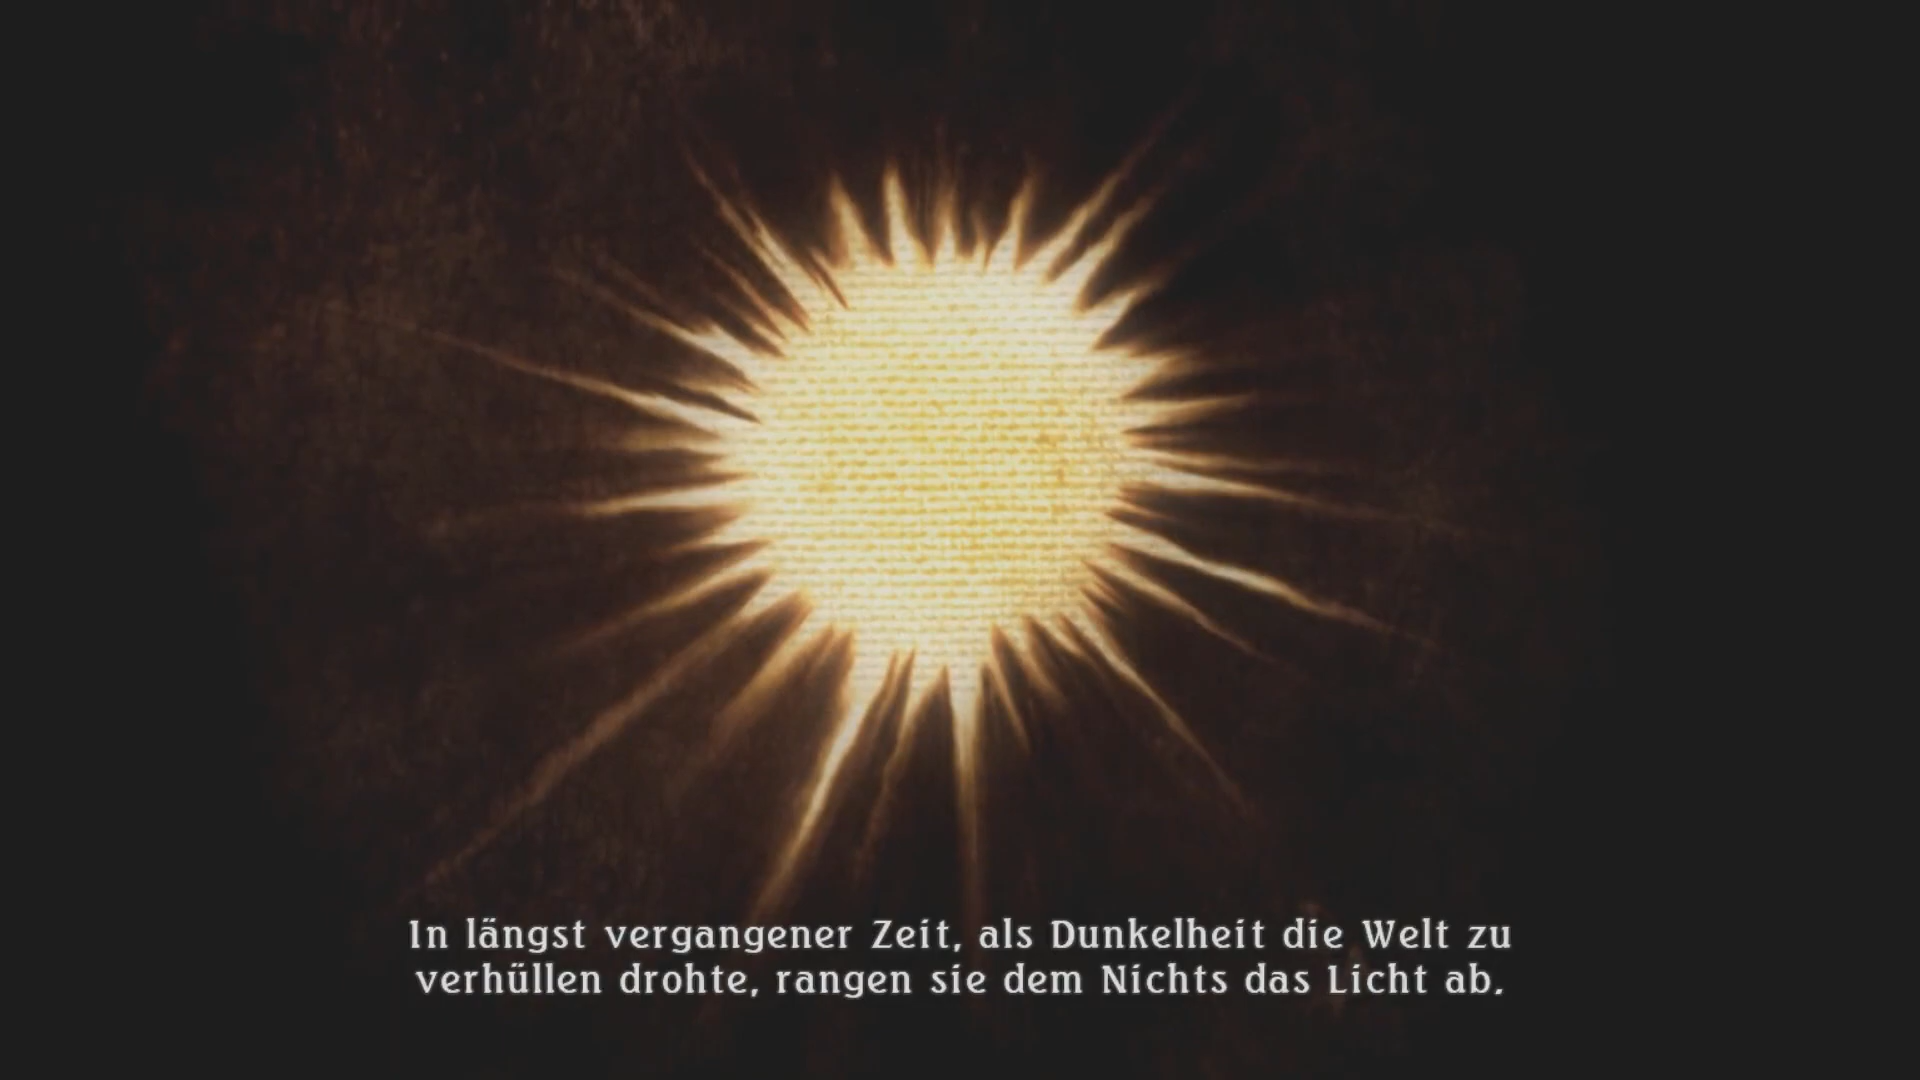 In längst vergangener Zeit, als Dunkelheit die Welt zu
verhüllen drohte, rangen sie dem Nichts das Licht ab.